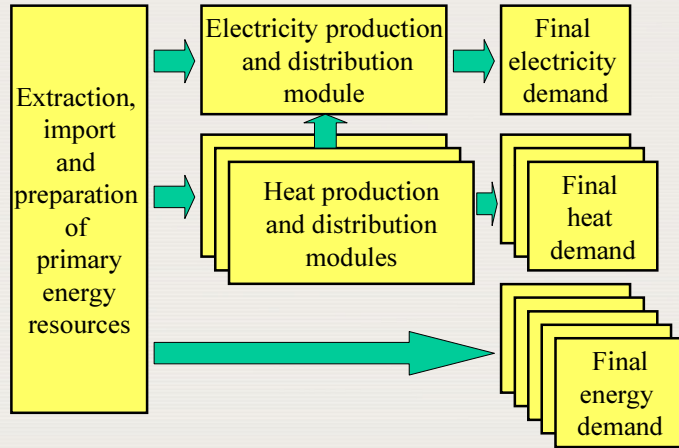 Extraction,
import
and
preparation
of
primary
energy
resources
Electricity production
and distribution
module
Final
electricity
demand
Heat production
and distribution
modules
Final
heat
demand
Final
energy
demand